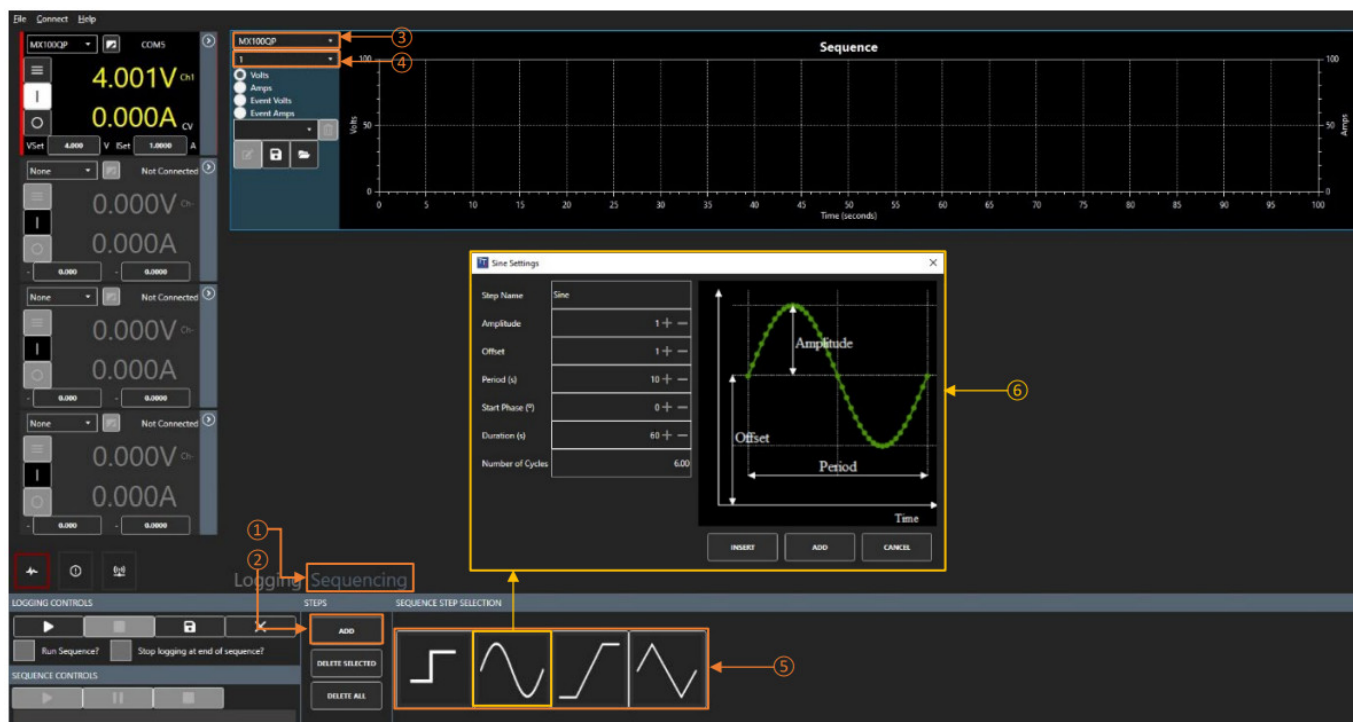 File Connect Help
MX100QP COM5
4.001V Ch1
0.000A CV
VSet 4.000 V ISet 1.0000 A
None Not Connected
0.000V Ch-
0.000A
- 0.000 - 0.0000
None Not Connected
0.000V Ch-
0.000A
- 0.000 - 0.0000
None Not Connected
0.000V Ch-
0.000A
- 0.000 - 0.0000
MX100QP ③
1 ④
Volts
Amps
Event Volts
Event Amps
Sequence
100 100
50 50
0 0
Volts
Amps
0 5 10 15 20 25 30 35 40 45 50 55 60 65 70 75 80 85 90 95 100
Time (seconds)
Sine Settings
Step Name Sine
Amplitude 1 + −
Offset 1 + −
Period (s) 10 + −
Start Phase (º) 0 + −
Duration (s) 60 + −
Number of Cycles 6.00
Amplitude
Offset
Period
Time
INSERT ADD CANCEL
⑥
①
②
Logging Sequencing
LOGGING CONTROLS STEPS SEQUENCE STEP SELECTION
Run Sequence? Stop logging at end of sequence?
SEQUENCE CONTROLS
ADD
DELETE SELECTED
DELETE ALL
⑤